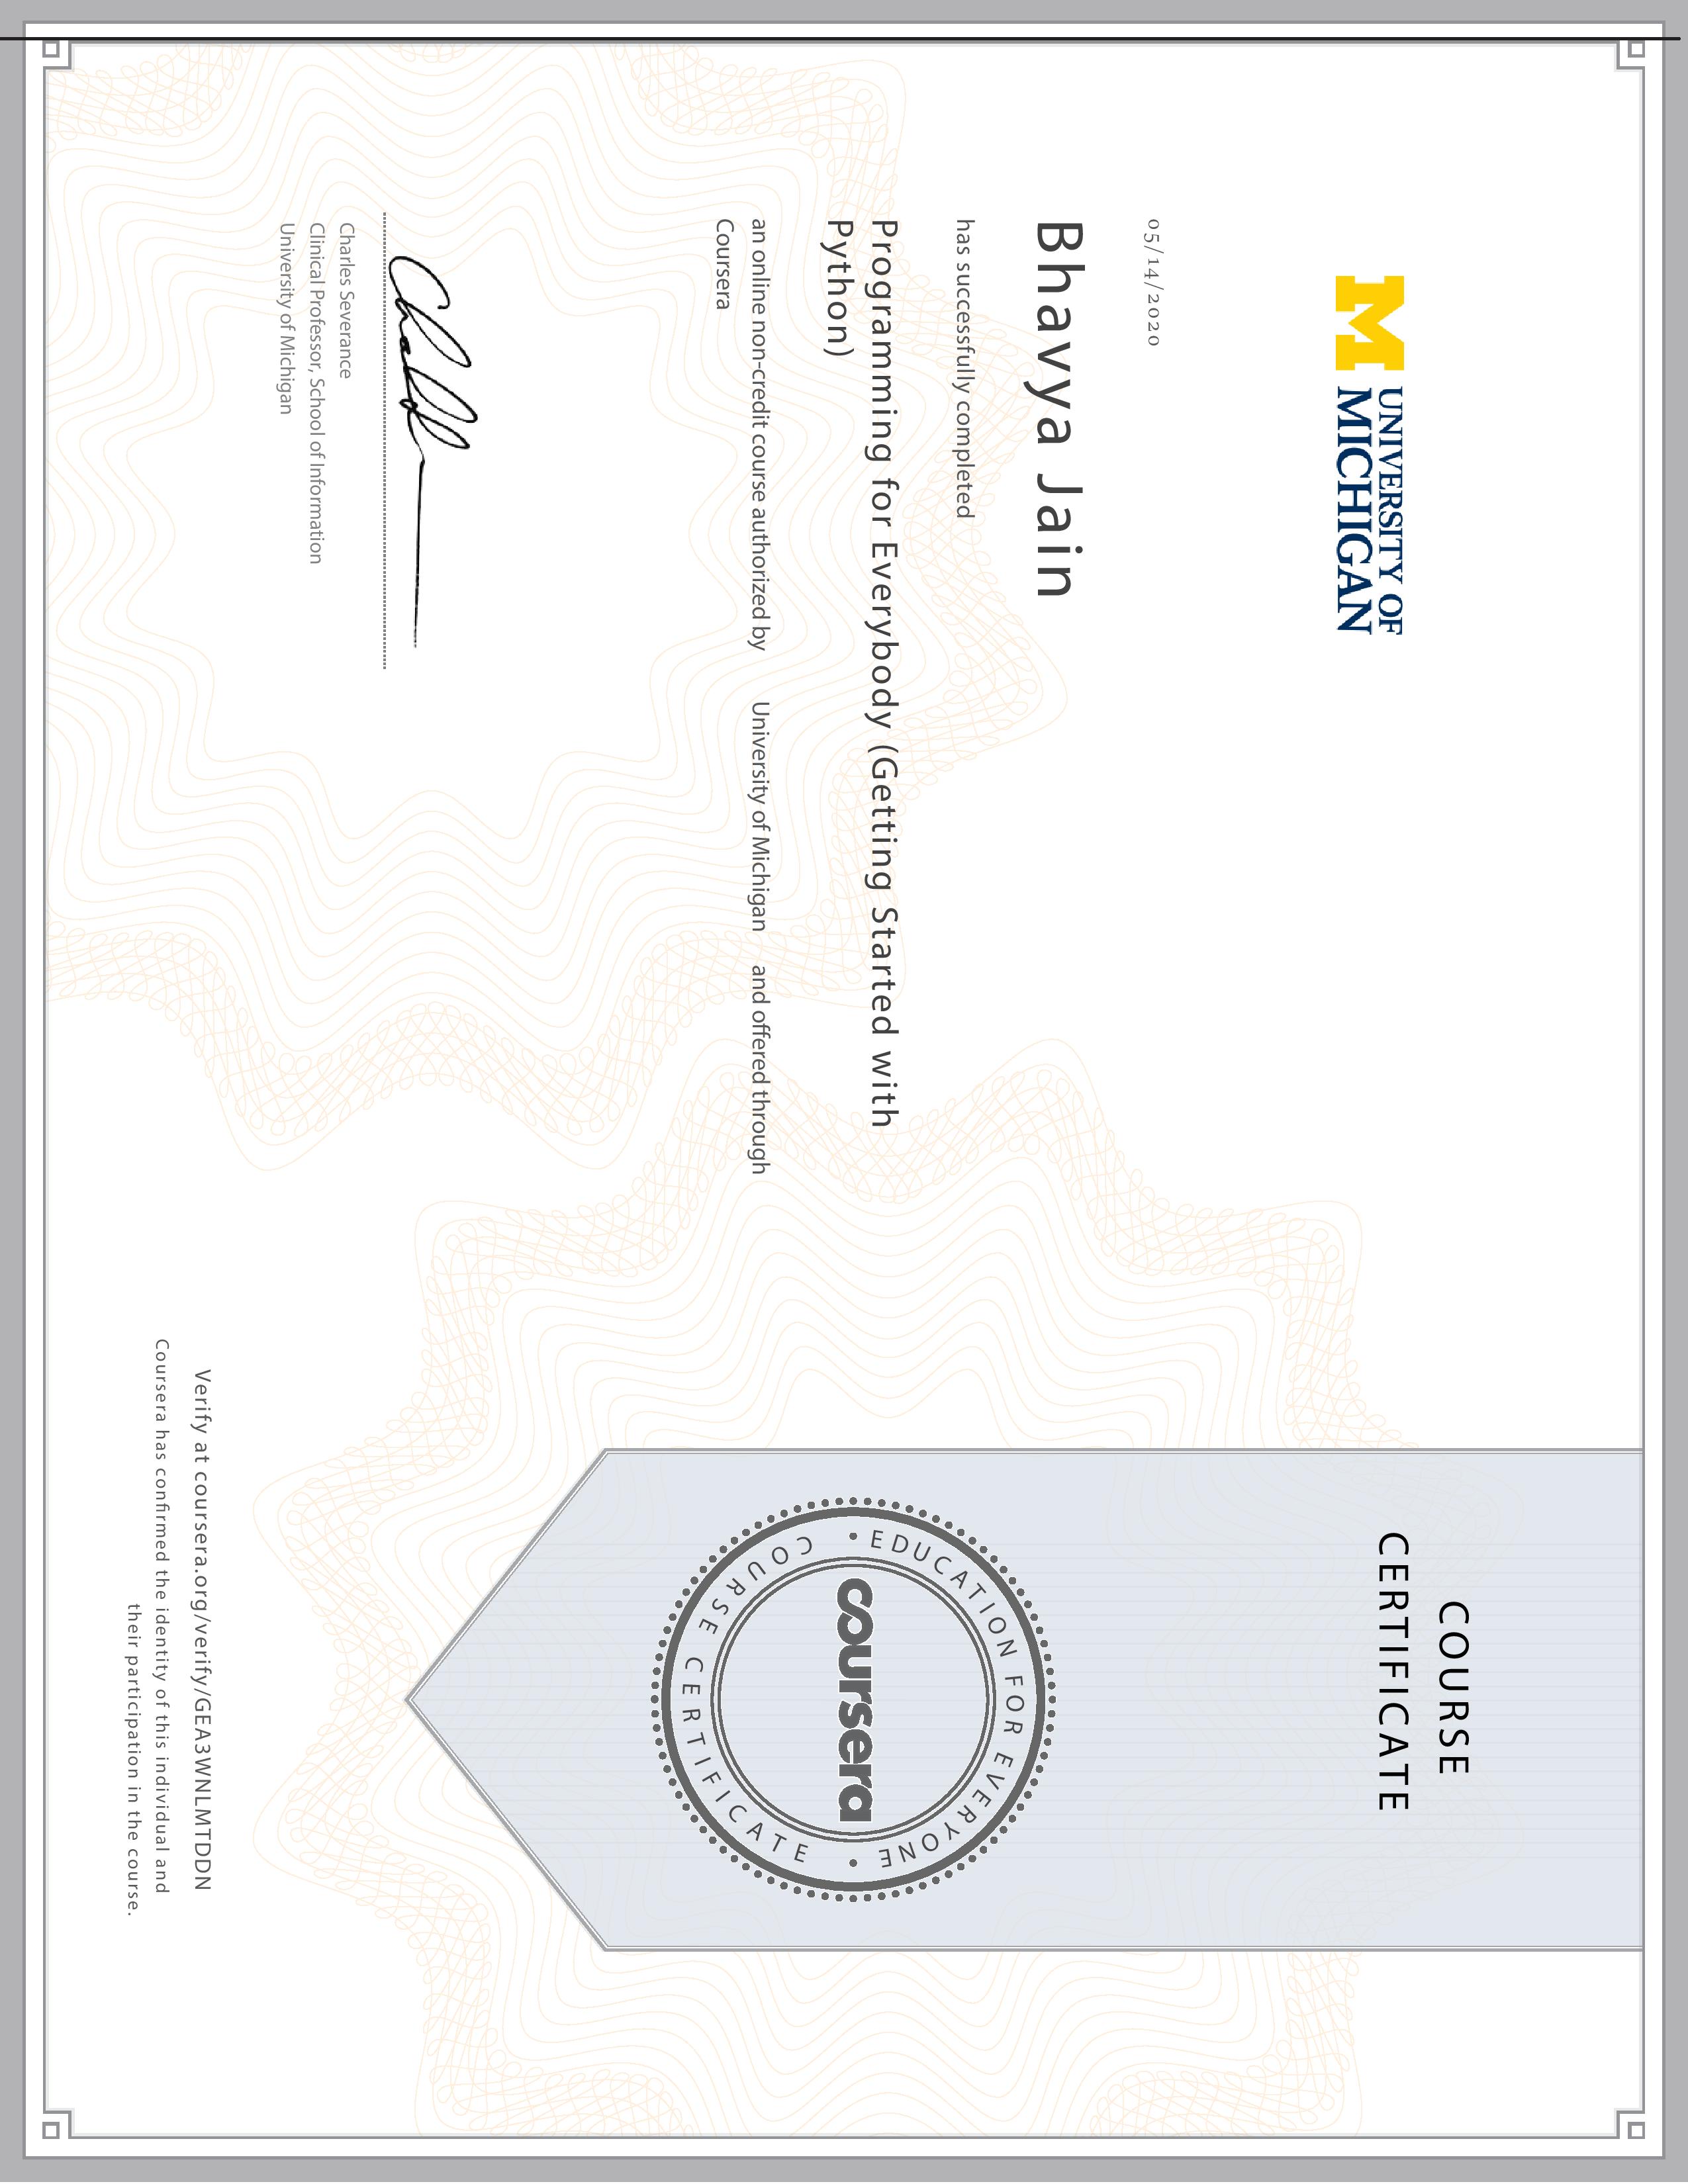 UNIVERSITY OF
MICHIGAN
COURSE
CERTIFICATE
05/14/2020
Bhavya Jain
has successfully completed
Programming for Everybody (Getting Started with
Python)
an online non-credit course authorized by University of Michigan and offered through
Coursera
EDUCATION FOR EVERYONE
coursera
COURSE CERTIFICATE
Charles Severance
Clinical Professor, School of Information
University of Michigan
Verify at coursera.org/verify/GEA3WNLMTDDN
Coursera has confirmed the identity of this individual and
their participation in the course.